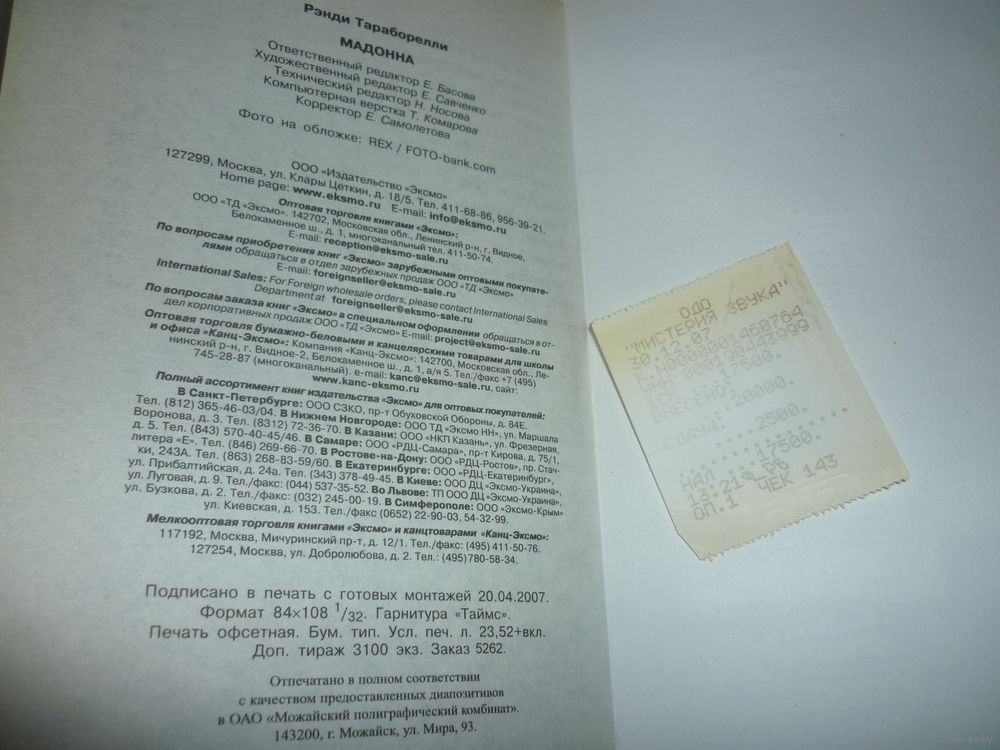 Рэнди Тараборелли
МАДОННА
Ответственный редактор Е. Басова
Художественный редактор Е. Савченко
Технический редактор Н. Носова
Компьютерная верстка Т. Комарова
Корректор Е. Самолетова
Фото на обложке: REX / FOTO-bank.com
ООО «Издательство «Эксмо»
127299, Москва, ул. Клары Цеткин, д. 18/5. Тел. 411-68-86, 956-39-21.
Home page: www.eksmo.ru E-mail: info@eksmo.ru
Оптовая торговля книгами «Эксмо»:
ООО «ТД «Эксмо». 142702, Московская обл., Ленинский р-н, г. Видное,
Белокаменное ш., д. 1, многоканальный тел. 411-50-74.
E-mail: reception@eksmo-sale.ru
По вопросам приобретения книг «Эксмо» зарубежными оптовыми покупате-
лями обращаться в отдел зарубежных продаж ООО «ТД «Эксмо»
E-mail: foreignseller@eksmo-sale.ru
International Sales: For Foreign wholesale orders, please contact International Sales
Department at foreignseller@eksmo-sale.ru
По вопросам заказа книг «Эксмо» в специальном оформлении обращаться в от-
дел корпоративных продаж ООО «ТД «Эксмо» E-mail: project@eksmo-sale.ru
Оптовая торговля бумажно-беловыми и канцелярскими товарами для школы
и офиса «Канц-Эксмо»: Компания «Канц-Эксмо»: 142700, Московская обл., Ле-
нинский р-н, г. Видное-2, Белокаменное ш., д. 1, а/я 5. Тел./факс +7 (495)
745-28-87 (многоканальный). e-mail: kanc@eksmo-sale.ru, сайт:
www.kanc-eksmo.ru
Полный ассортимент книг издательства «Эксмо» для оптовых покупателей:
В Санкт-Петербурге: ООО СЗКО, пр-т Обуховской Обороны, д. 84Е.
Тел. (812) 365-46-03/04. В Нижнем Новгороде: ООО ТД «Эксмо НН», ул. Маршала
Воронова, д. 3. Тел. (8312) 72-36-70. В Казани: ООО «НКП Казань», ул. Фрезерная,
д. 5. Тел. (843) 570-40-45/46. В Самаре: ООО «РДЦ-Самара», пр-т Кирова, д. 75/1,
литера «Е». Тел. (846) 269-66-70. В Ростове-на-Дону: ООО «РДЦ-Ростов», пр. Стач-
ки, 243А. Тел. (863) 268-83-59/60. В Екатеринбурге: ООО «РДЦ-Екатеринбург»,
ул. Прибалтийская, д. 24а. Тел. (343) 378-49-45. В Киеве: ООО ДЦ «Эксмо-Украина»,
ул. Луговая, д. 9. Тел./факс: (044) 537-35-52. Во Львове: ТП ООО ДЦ «Эксмо-Украина»,
ул. Бузкова, д. 2. Тел./факс (032) 245-00-19. В Симферополе: ООО «Эксмо-Крым»
ул. Киевская, д. 153. Тел./факс (0652) 22-90-03, 54-32-99.
Мелкооптовая торговля книгами «Эксмо» и канцтоварами «Канц-Эксмо»:
117192, Москва, Мичуринский пр-т, д. 12/1. Тел./факс: (495) 411-50-76.
127254, Москва, ул. Добролюбова, д. 2. Тел.: (495) 780-58-34.
Подписано в печать с готовых монтажей 20.04.2007.
Формат 84×108 1/32. Гарнитура «Таймс».
Печать офсетная. Бум. тип. Усл. печ. л. 23,52+вкл.
Доп. тираж 3100 экз. Заказ 5262.
Отпечатано в полном соответствии
с качеством предоставленных диапозитивов
в ОАО «Можайский полиграфический комбинат».
143200, г. Можайск, ул. Мира, 93.
ОДО
"МИСТЕРИЯ ЗВУКА"
30.12.07
17500.
ВНЕСЕНО:
СДАЧА: 2500.
НАЛ 17500.
13.21
ОП.1 ЧЕК 143
www.ay.by